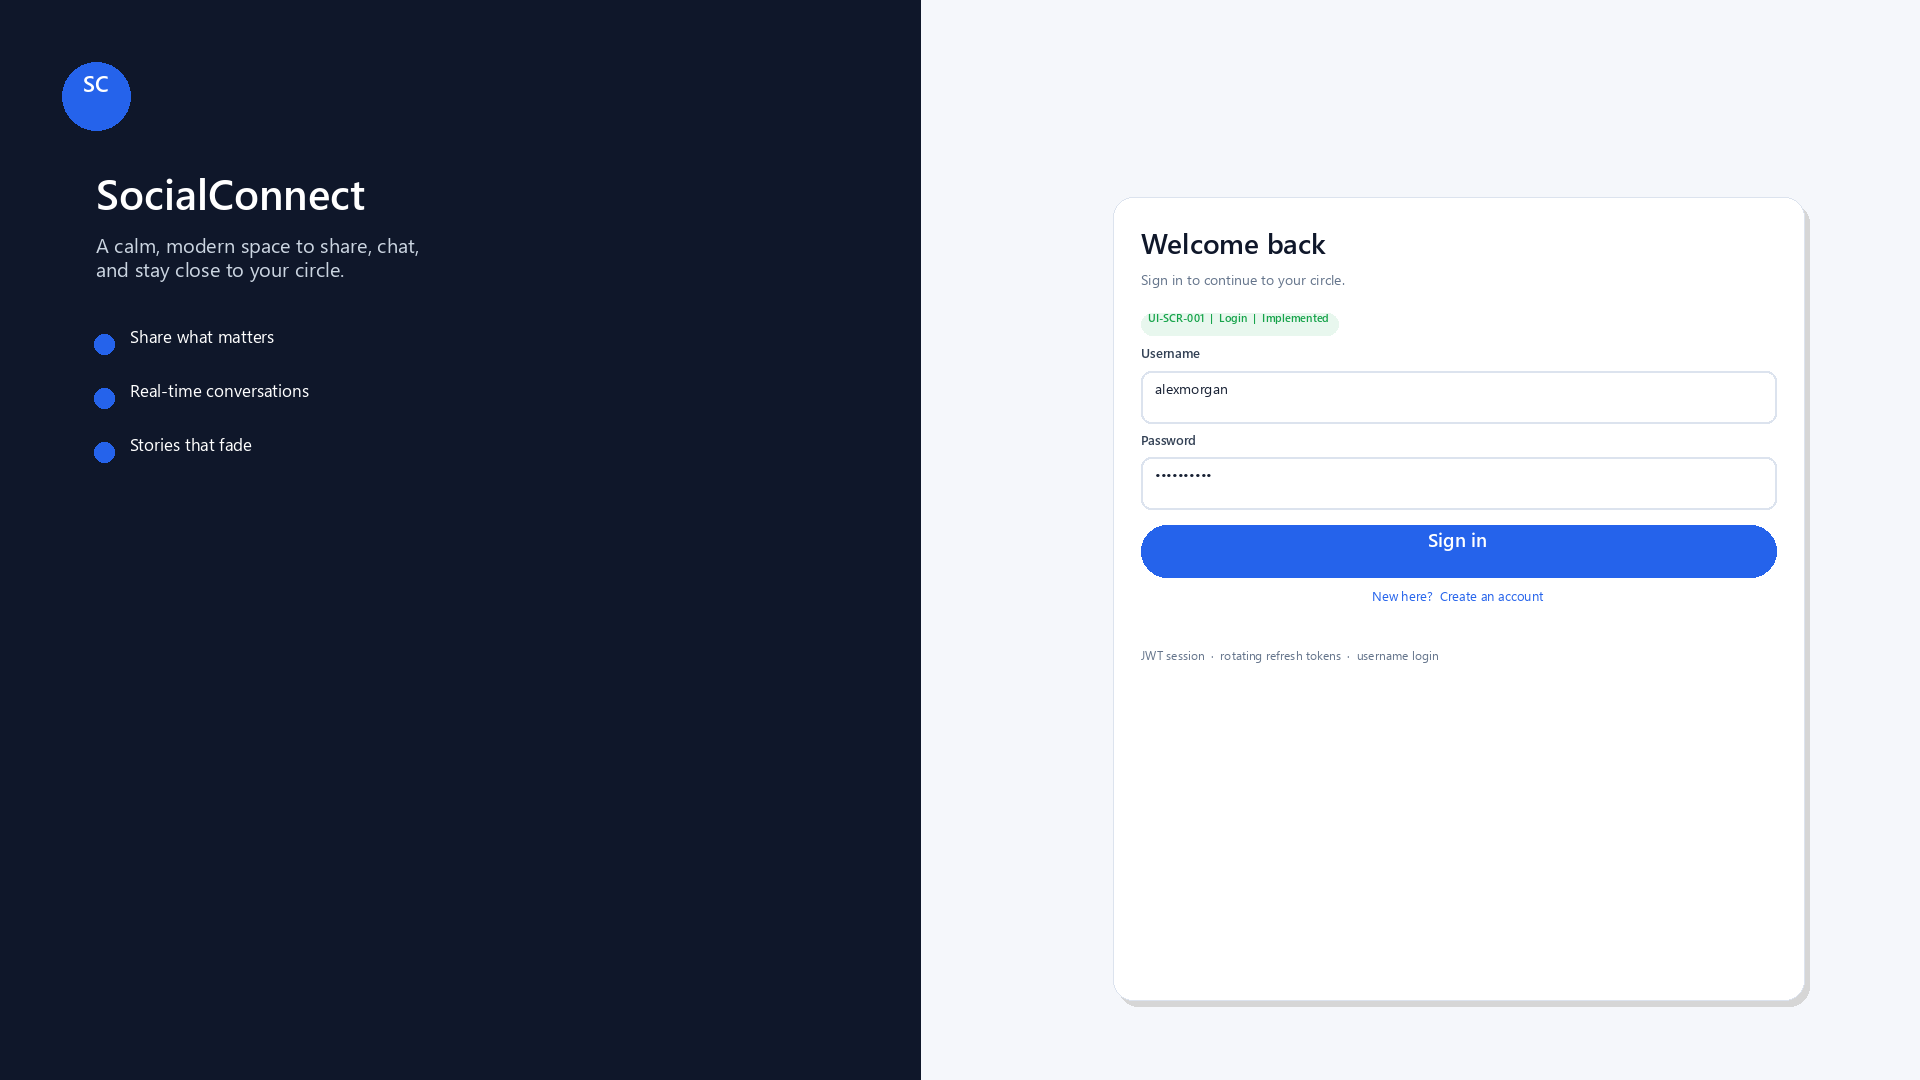 SC
SocialConnect
A calm, modern space to share, chat,
and stay close to your circle.
Share what matters
Real-time conversations
Stories that fade
Welcome back
Sign in to continue to your circle.
UI-SCR-001 | Login | Implemented
Username
alexmorgan
Password
••••••••••
Sign in
New here? Create an account
JWT session · rotating refresh tokens · username login